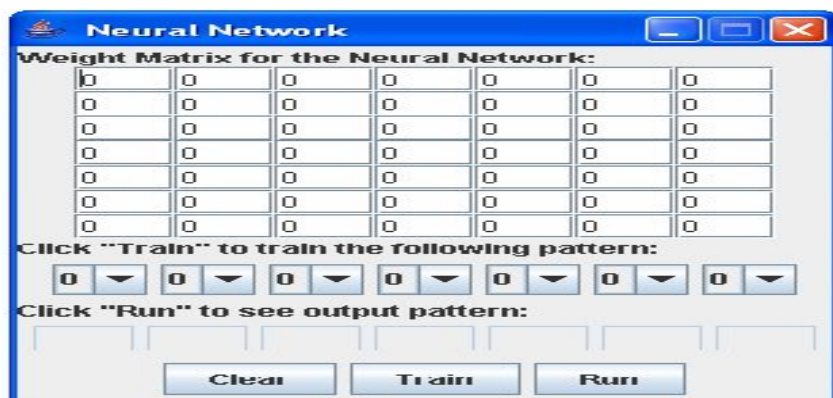 Neural Network
Weight Matrix for the Neural Network:
0 0 0 0 0 0 0
0 0 0 0 0 0 0
0 0 0 0 0 0 0
0 0 0 0 0 0 0
0 0 0 0 0 0 0
0 0 0 0 0 0 0
0 0 0 0 0 0 0
Click "Train" to train the following pattern:
0 0 0 0 0 0 0
Click "Run" to see output pattern:
Clear Train Run